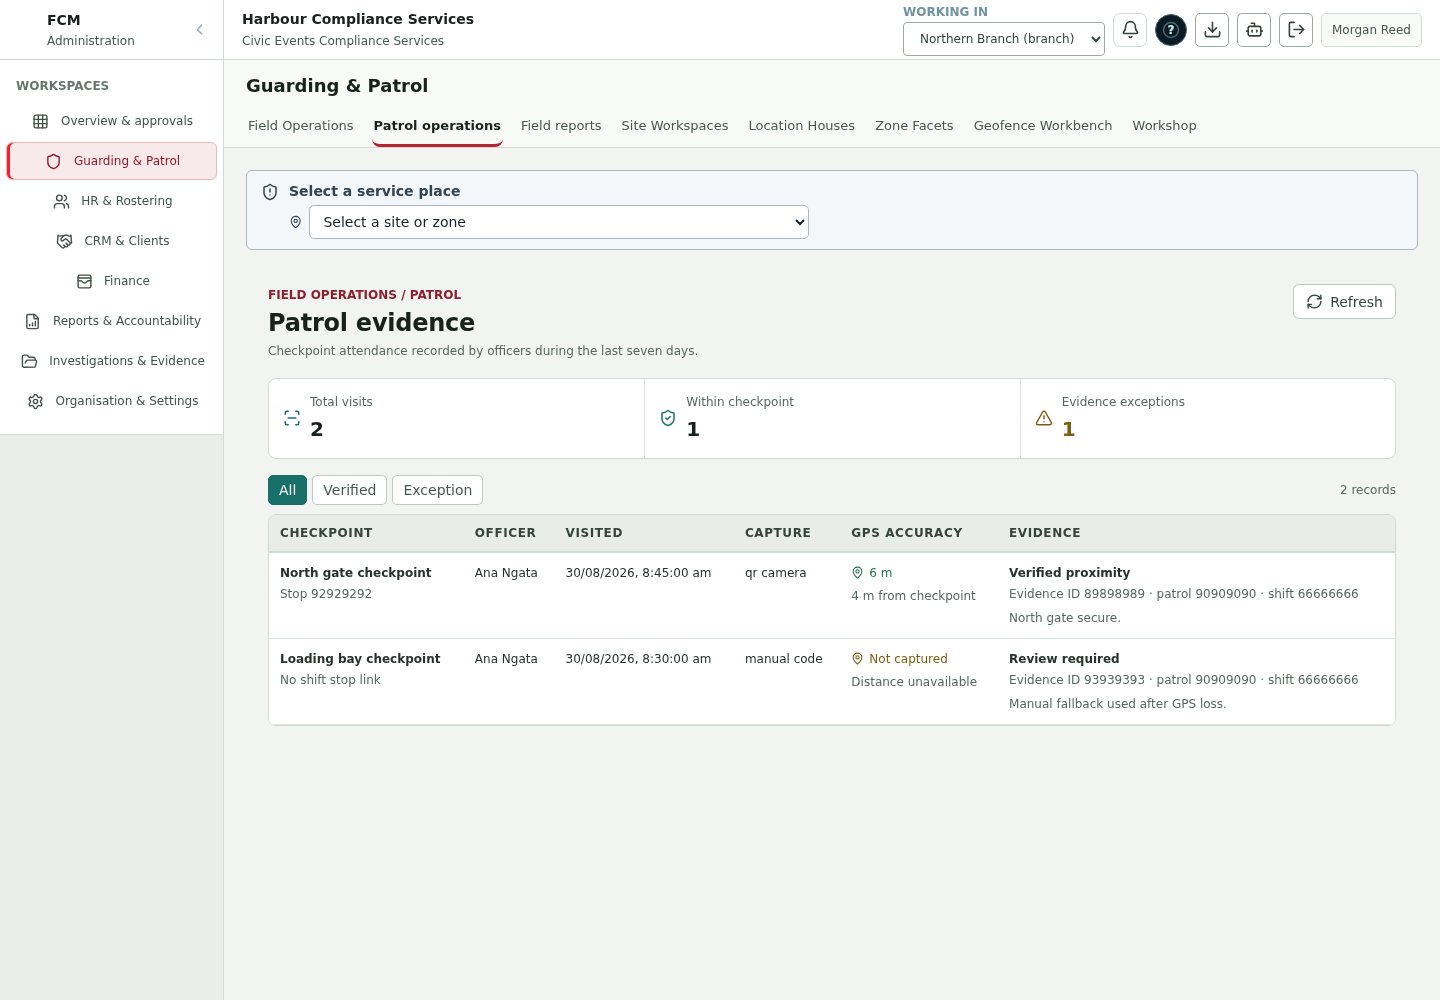 FCM
Administration
Harbour Compliance Services
Civic Events Compliance Services
WORKING IN
Northern Branch (branch)
?
Morgan Reed
WORKSPACES
Overview & approvals
Guarding & Patrol
HR & Rostering
CRM & Clients
Finance
Reports & Accountability
Investigations & Evidence
Organisation & Settings
Guarding & Patrol
Field Operations Patrol operations Field reports Site Workspaces Location Houses Zone Facets Geofence Workbench Workshop
Select a service place
Select a site or zone
FIELD OPERATIONS / PATROL
Patrol evidence
Checkpoint attendance recorded by officers during the last seven days.
Refresh
Total visits
2
Within checkpoint
1
Evidence exceptions
1
All Verified Exception
2 records
CHECKPOINT OFFICER VISITED CAPTURE GPS ACCURACY EVIDENCE
North gate checkpoint Ana Ngata 30/08/2026, 8:45:00 am qr camera 6 m Verified proximity
Stop 92929292 4 m from checkpoint Evidence ID 89898989 · patrol 90909090 · shift 66666666
North gate secure.
Loading bay checkpoint Ana Ngata 30/08/2026, 8:30:00 am manual code Not captured Review required
No shift stop link Distance unavailable Evidence ID 93939393 · patrol 90909090 · shift 66666666
Manual fallback used after GPS loss.